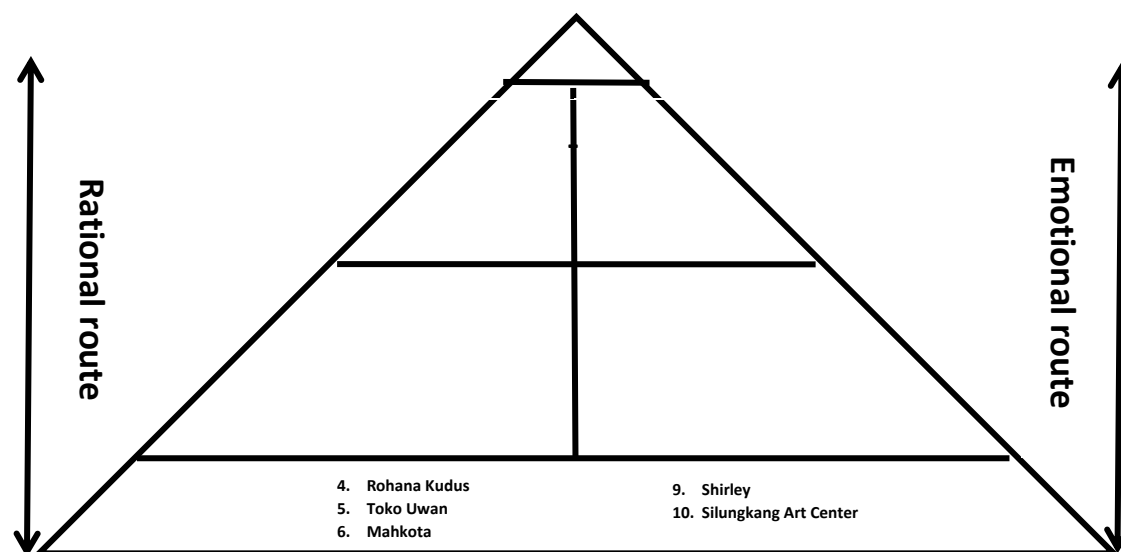 Rational route
Emotional route
4. Rohana Kudus
5. Toko Uwan
6. Mahkota
9. Shirley
10. Silungkang Art Center